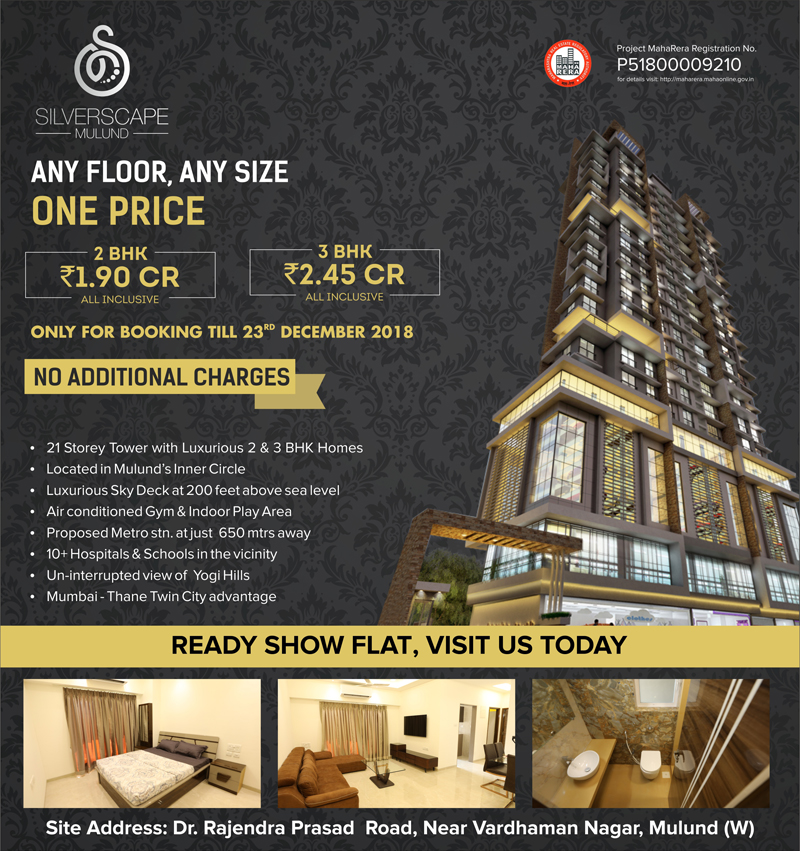 SILVERSCAPE
MULUND
MAHA
RERA
Project MahaRera Registration No.
P51800009210
for details visit: http://maharera.mahaonline.gov.in
ANY FLOOR, ANY SIZE
ONE PRICE
2 BHK
₹1.90 CR
ALL INCLUSIVE
3 BHK
₹2.45 CR
ALL INCLUSIVE
ONLY FOR BOOKING TILL 23RD DECEMBER 2018
NO ADDITIONAL CHARGES
• 21 Storey Tower with Luxurious 2 & 3 BHK Homes
• Located in Mulund's Inner Circle
• Luxurious Sky Deck at 200 feet above sea level
• Air conditioned Gym & Indoor Play Area
• Proposed Metro stn. at just 650 mtrs away
• 10+ Hospitals & Schools in the vicinity
• Un-interrupted view of Yogi Hills
• Mumbai - Thane Twin City advantage
READY SHOW FLAT, VISIT US TODAY
Site Address: Dr. Rajendra Prasad Road, Near Vardhaman Nagar, Mulund (W)